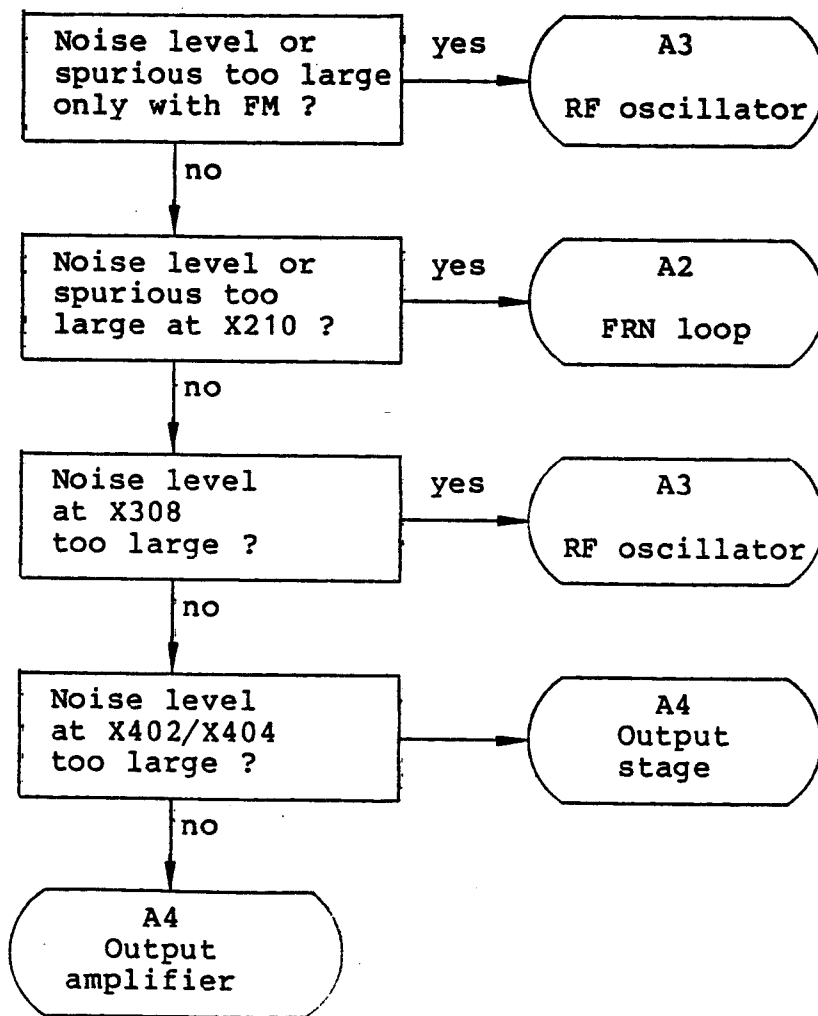 Noise level or
spurious too large
only with FM ?
yes
A3
RF oscillator
no
Noise level or
spurious too
large at X210 ?
yes
A2
FRN loop
no
Noise level
at X308
too large ?
yes
A3
RF oscillator
no
Noise level
at X402/X404
too large ?
A4
Output
stage
no
A4
Output
amplifier